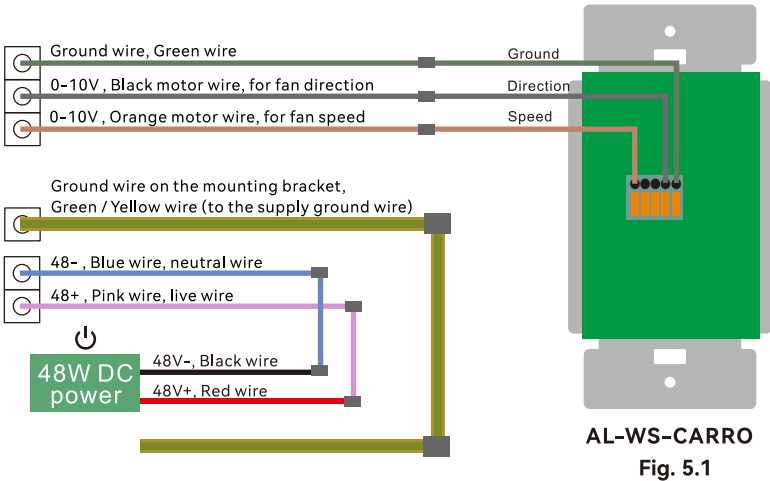 Ground wire, Green wire
Ground
0-10V , Black motor wire, for fan direction
Direction
0-10V , Orange motor wire, for fan speed
Speed
Ground wire on the mounting bracket,
Green / Yellow wire (to the supply ground wire)
48- , Blue wire, neutral wire
48+ , Pink wire, live wire
48W DC
power
48V-, Black wire
48V+, Red wire
AL-WS-CARRO
Fig. 5.1